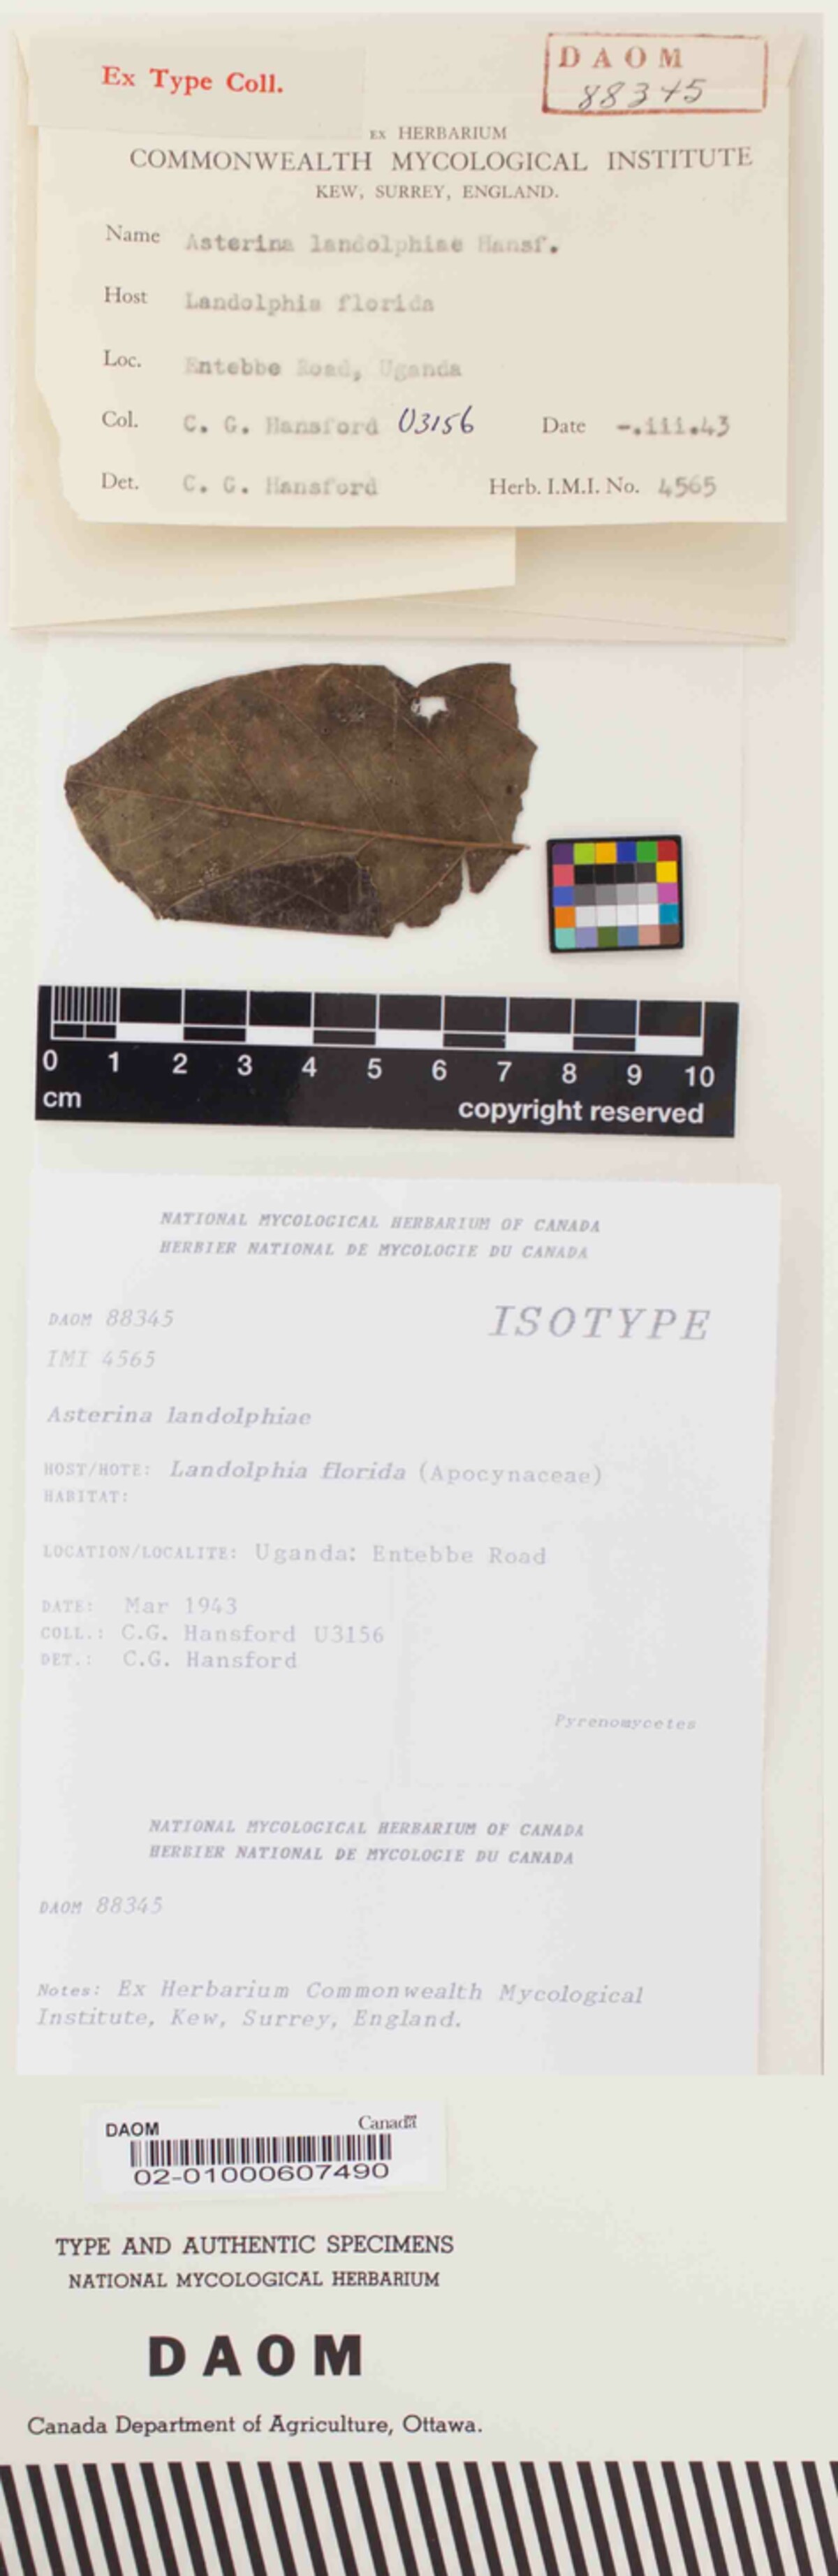 Ex Type Coll.
DAOM
88345
EX HERBARIUM
COMMONWEALTH MYCOLOGICAL INSTITUTE
KEW, SURREY, ENGLAND.
Name Asterina landolphiae Hansf.
Host Landolphia florida
Loc. Entebbe Road, Uganda
Col. C. G. Hansford U3156 Date -.iii.43
Det. C. G. Hansford Herb. I.M.I. No. 4565
0 1 2 3 4 5 6 7 8 9 10
cm copyright reserved
NATIONAL MYCOLOGICAL HERBARIUM OF CANADA
HERBIER NATIONAL DE MYCOLOGIE DU CANADA
DAOM 88345 ISOTYPE
IMI 4565
Asterina landolphiae
HOST/HOTE: Landolphia florida (Apocynaceae)
HABITAT:
LOCATION/LOCALITE: Uganda: Entebbe Road
DATE: Mar 1943
COLL.: C.G. Hansford U3156
DET.: C.G. Hansford
Pyrenomycetes
NATIONAL MYCOLOGICAL HERBARIUM OF CANADA
HERBIER NATIONAL DE MYCOLOGIE DU CANADA
DAOM 88345
Notes: Ex Herbarium Commonwealth Mycological
Institute, Kew, Surrey, England.
DAOM Canada
02-01000607490
TYPE AND AUTHENTIC SPECIMENS
NATIONAL MYCOLOGICAL HERBARIUM
DAOM
Canada Department of Agriculture, Ottawa.